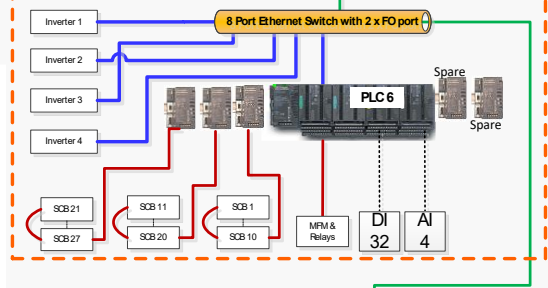 Inverter 1
8 Port Ethernet Switch with 2 x FO port
Inverter 2
Inverter 3
Inverter 4
PLC 6
Spare
Spare
SCB 21
SCB 27
SCB 11
SCB 20
SCB 1
SCB 10
MFM &
Relays
DI
32
AI
4